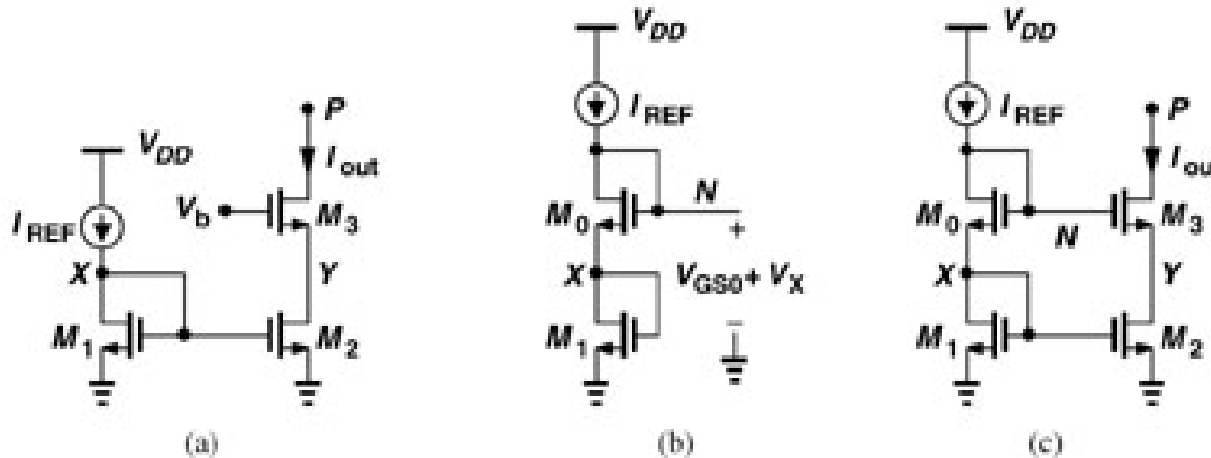 V_DD
I_REF
X
M_1
V_b
P
I_out
M_3
Y
M_2
(a)
V_DD
I_REF
M_0
N
+
X
V_GS0 + V_X
−
M_1
(b)
V_DD
I_REF
M_0
N
X
M_1
P
I_ou
M_3
Y
M_2
(c)